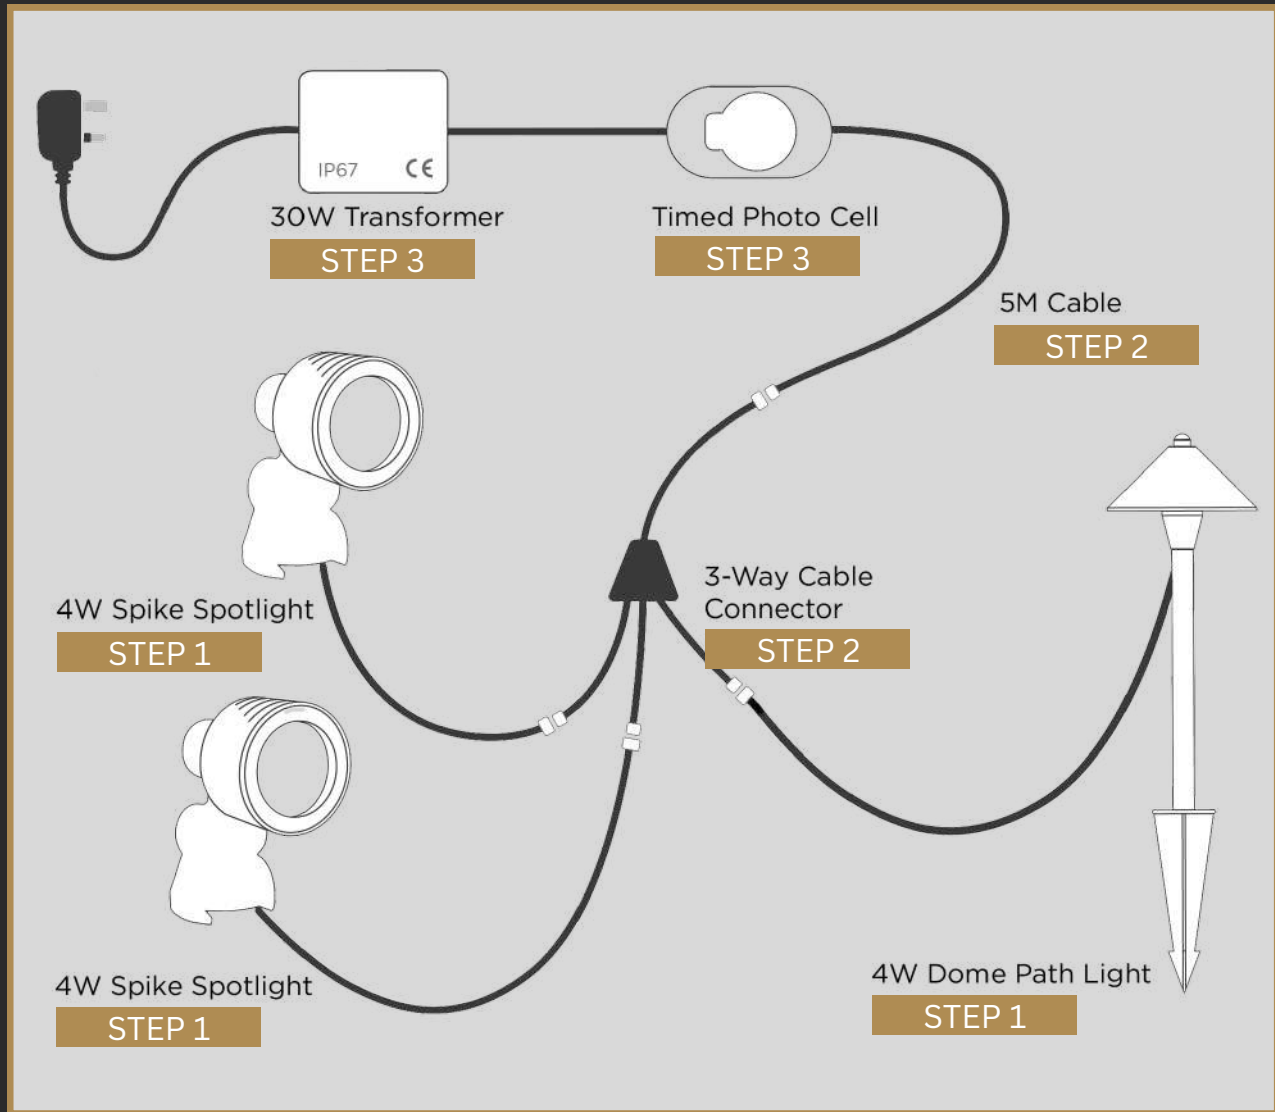 IP67 CE
30W Transformer
STEP 3
Timed Photo Cell
STEP 3
5M Cable
STEP 2
4W Spike Spotlight
STEP 1
3-Way Cable
Connector
STEP 2
4W Spike Spotlight
STEP 1
4W Dome Path Light
STEP 1